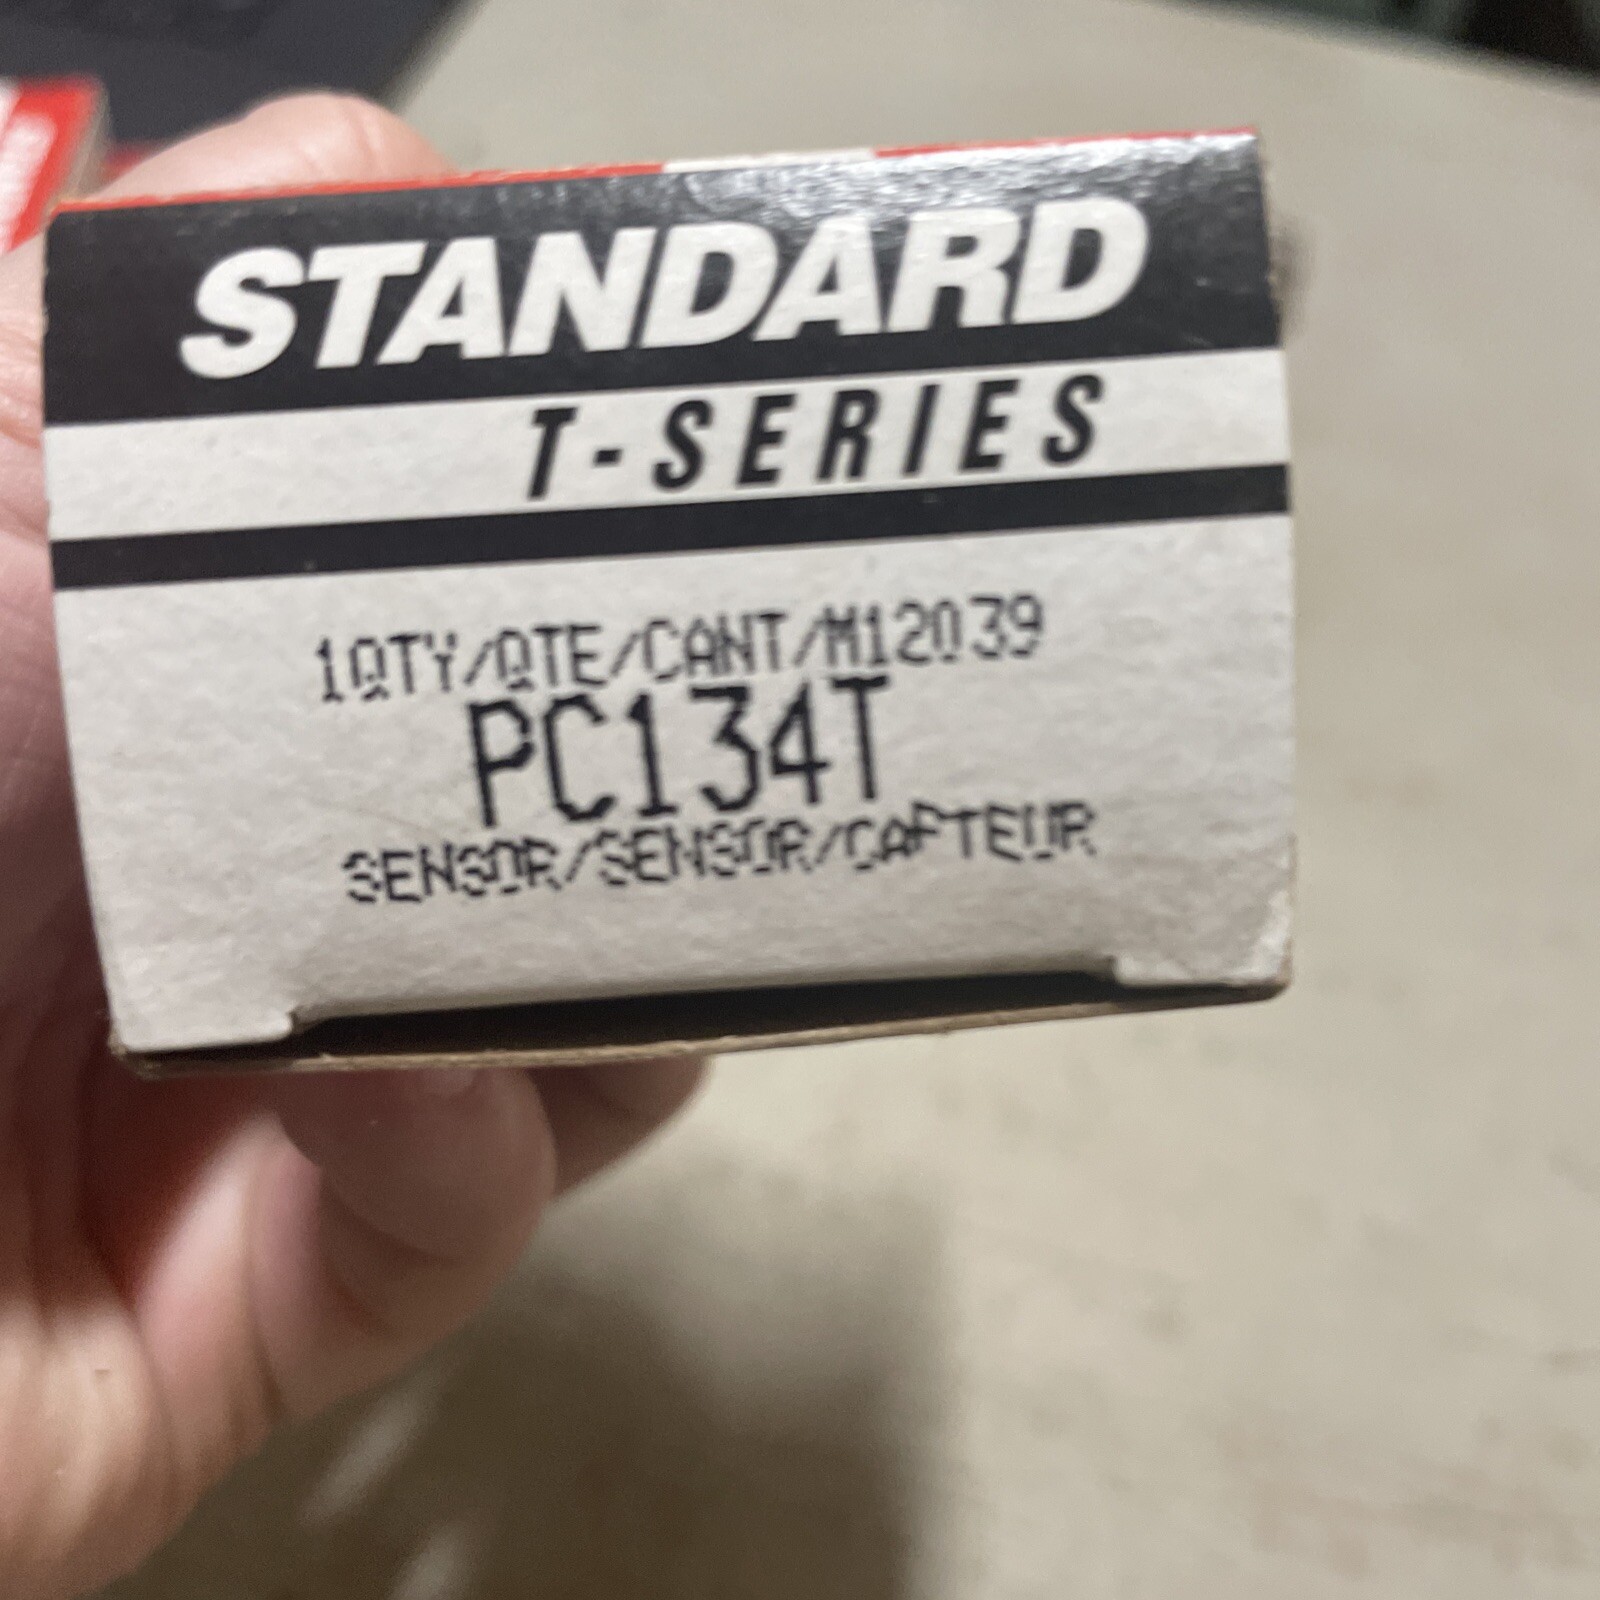 STANDARD
T-SERIES
1QTY/QTE/CANT/M12039
PC134T
SENSOR/SENSOR/CAPTEUR